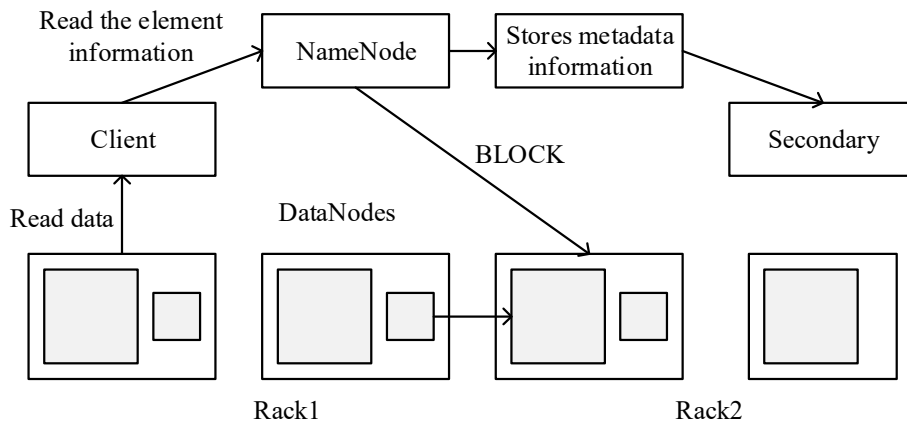 Read the element
information
NameNode
Stores metadata
information
Client
Secondary
BLOCK
Read data
DataNodes
Rack1
Rack2